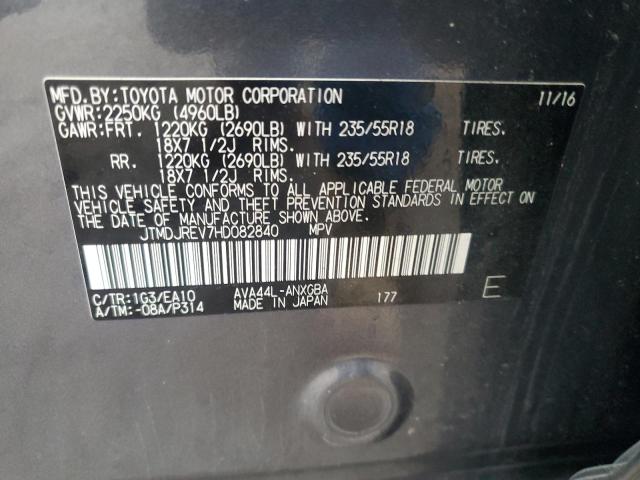 MFD.BY:TOYOTA MOTOR CORPORATION 11/16
GVWR:2250KG (4960LB)
GAWR:FRT. 1220KG (2690LB) WITH 235/55R18 TIRES.
18X7 1/2J RIMS.
RR. 1220KG (2690LB) WITH 235/55R18 TIRES.
18X7 1/2J RIMS.
THIS VEHICLE CONFORMS TO ALL APPLICABLE FEDERAL MOTOR
VEHICLE SAFETY AND THEFT PREVENTION STANDARDS IN EFFECT ON
THE DATE OF MANUFACTURE SHOWN ABOVE.
JTMDJREV7HD082840 MPV
C/TR:1G3/EA10 AVA44L-ANXGBA
A/TM:-08A/P314 MADE IN JAPAN 177 E